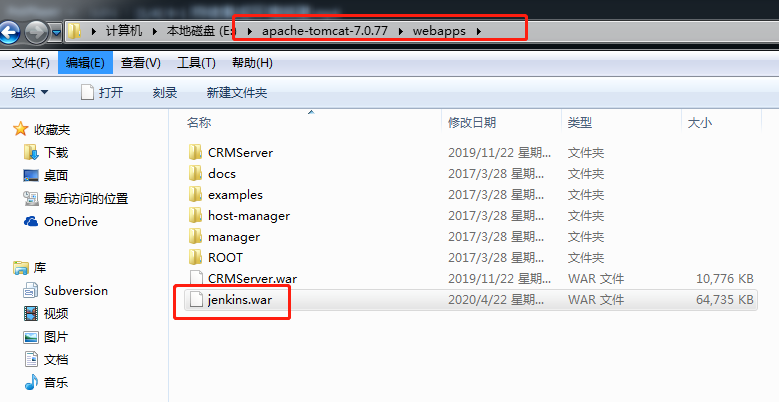 计算机 本地磁盘 (E:) apache-tomcat-7.0.77 webapps
文件(F) 编辑(E) 查看(V) 工具(T) 帮助(H)
组织 打开 刻录 新建文件夹
名称 修改日期 类型 大小
收藏夹
下载
桌面
最近访问的位置
OneDrive
库
Subversion
视频
图片
文档
音乐
CRMServer 2019/11/22 星期... 文件夹
docs 2017/3/28 星期... 文件夹
examples 2017/3/28 星期... 文件夹
host-manager 2017/3/28 星期... 文件夹
manager 2017/3/28 星期... 文件夹
ROOT 2017/3/28 星期... 文件夹
CRMServer.war 2019/11/22 星期... WAR 文件 10,776 KB
jenkins.war 2020/4/22 星期... WAR 文件 64,735 KB